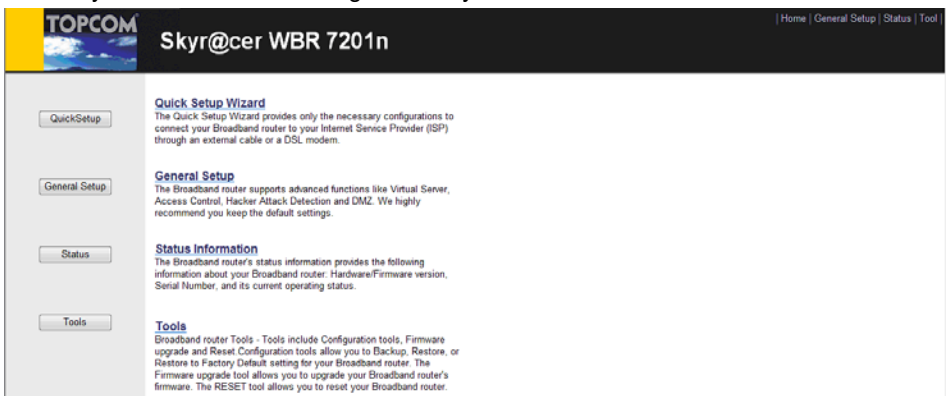 TOPCOM
| Home | General Setup | Status | Tool |
Skyr@cer WBR 7201n
QuickSetup
Quick Setup Wizard
The Quick Setup Wizard provides only the necessary configurations to
connect your Broadband router to your Internet Service Provider (ISP)
through an external cable or a DSL modem.
General Setup
General Setup
The Broadband router supports advanced functions like Virtual Server,
Access Control, Hacker Attack Detection and DMZ. We highly
recommend you keep the default settings.
Status
Status Information
The Broadband router's status information provides the following
information about your Broadband router: Hardware/Firmware version,
Serial Number, and its current operating status.
Tools
Tools
Broadband router Tools - Tools include Configuration tools, Firmware
upgrade and Reset.Configuration tools allow you to Backup, Restore, or
Restore to Factory Default setting for your Broadband router. The
Firmware upgrade tool allows you to upgrade your Broadband router's
firmware. The RESET tool allows you to reset your Broadband router.